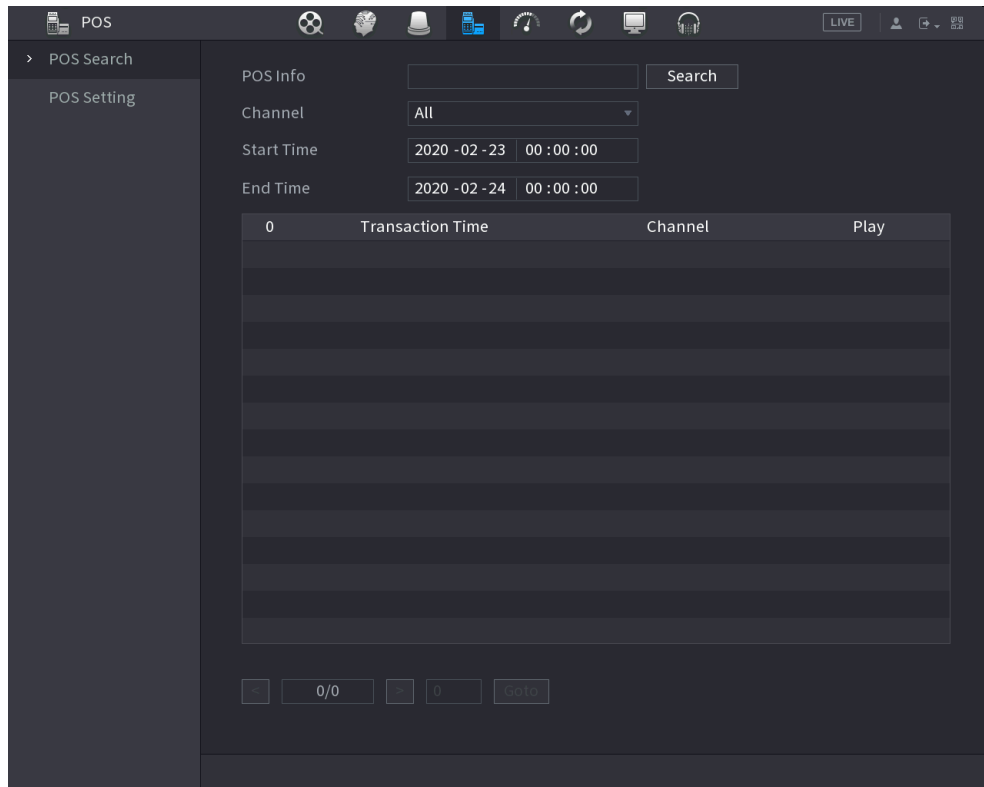 POS
LIVE
POS Search
POS Setting
POS Info
Search
Channel
All
Start Time
2020 -02 -23 00 :00 :00
End Time
2020 -02 -24 00 :00 :00
0 Transaction Time Channel Play
< 0/0 > 0 Goto